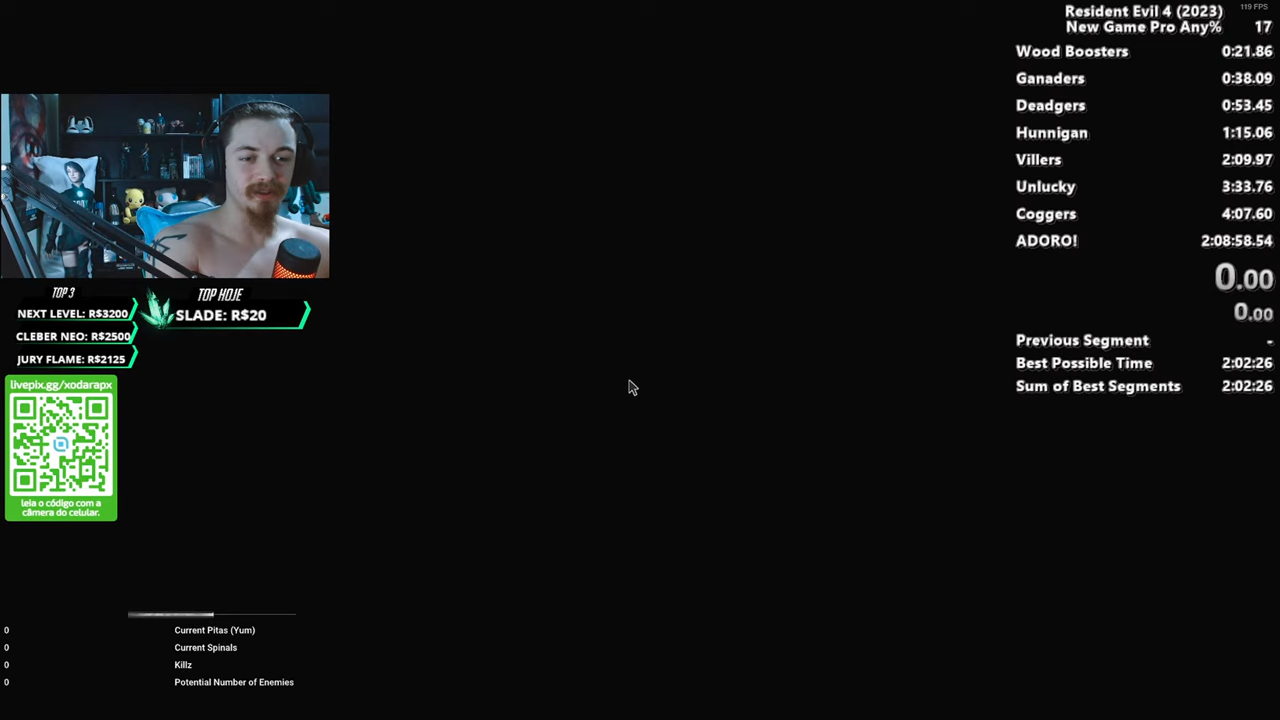 119 FPS
Resident Evil 4 (2023)
New Game Pro Any% 17
Wood Boosters 0:21.86
Ganaders 0:38.09
Deadgers 0:53.45
Hunnigan 1:15.06
Villers 2:09.97
Unlucky 3:33.76
Coggers 4:07.60
ADORO! 2:08:58.54
0.00
0.00
Previous Segment -
Best Possible Time 2:02:26
Sum of Best Segments 2:02:26
TOP 3
NEXT LEVEL: R$3200
CLEBER NEO: R$2500
JURY FLAME: R$2125
TOP HOJE
SLADE: R$20
livepix.gg/xodarapx
leia o código com a
câmera do celular.
0 Current Pitas (Yum)
0 Current Spinals
0 Killz
0 Potential Number of Enemies